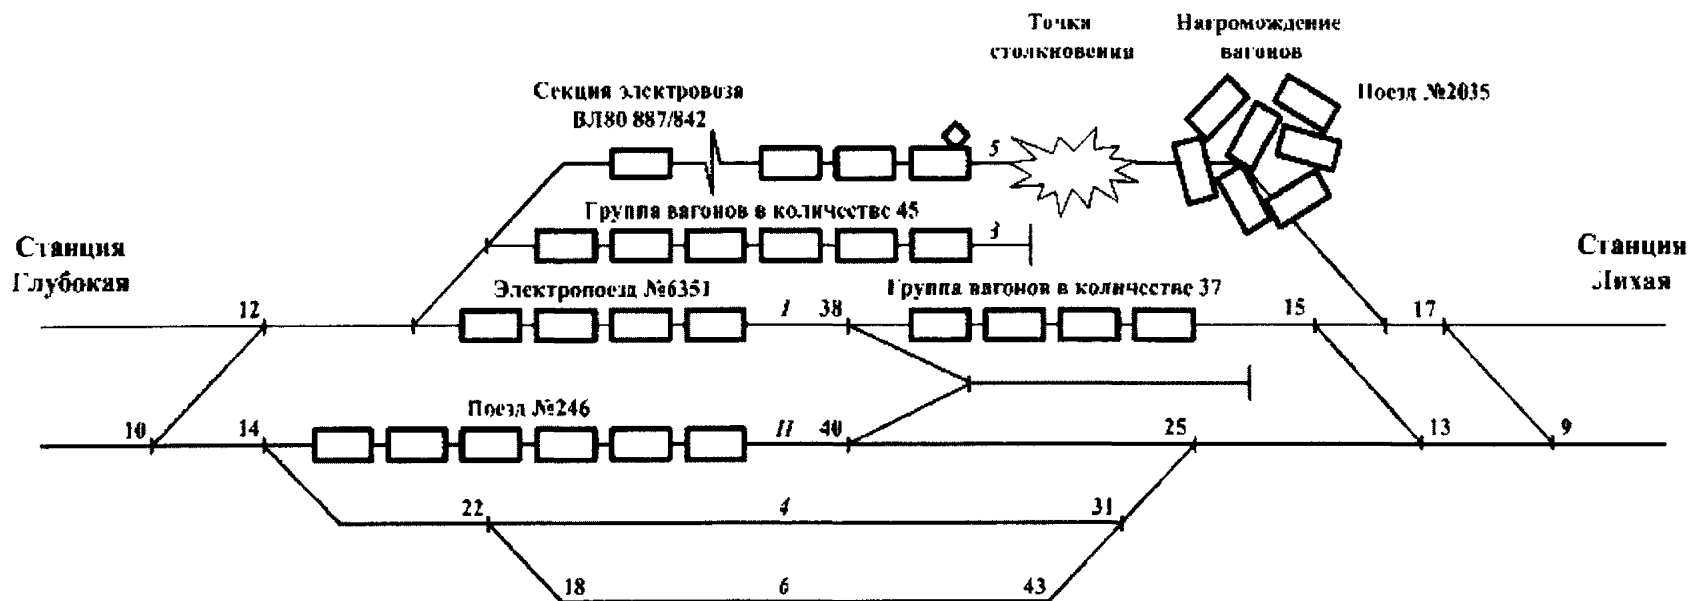 Точка
столкновения
Нагромождение
вагонов
Поезд №2035
Секция электровоза
ВЛ80 887/842
5
Группа вагонов в количестве 45
3
Станция
Глубокая
Станция
Лихая
Электропоезд №6351
Группа вагонов в количестве 37
12
I
38
15
17
Поезд №246
10
14
II
40
25
13
9
22
4
31
18
6
43